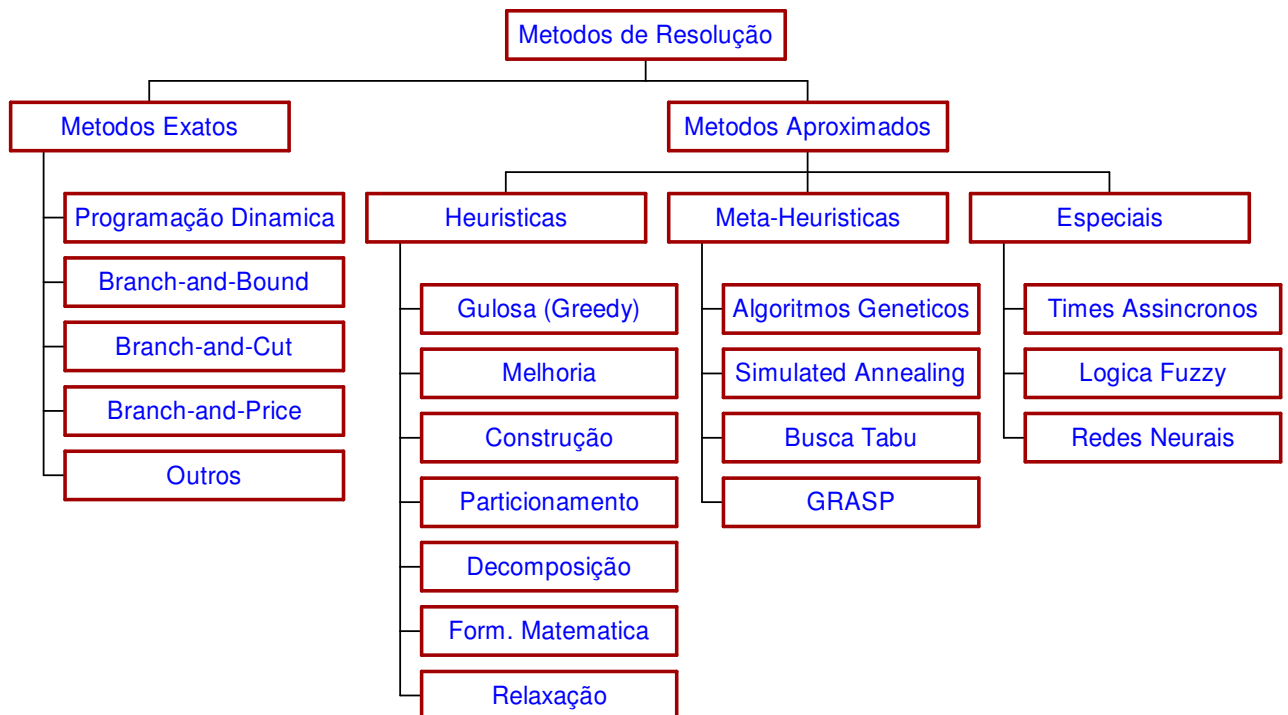 Metodos de Resolução
Metodos Exatos
Metodos Aproximados
Programação Dinamica
Branch-and-Bound
Branch-and-Cut
Branch-and-Price
Outros
Heuristicas
Gulosa (Greedy)
Melhoria
Construção
Particionamento
Decomposição
Form. Matematica
Relaxação
Meta-Heuristicas
Algoritmos Geneticos
Simulated Annealing
Busca Tabu
GRASP
Especiais
Times Assincronos
Logica Fuzzy
Redes Neurais